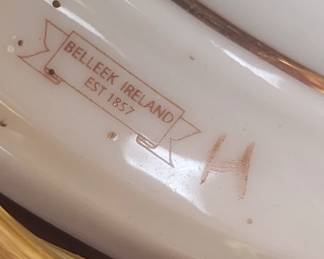 BELLEEK IRELAND
EST 1857
H